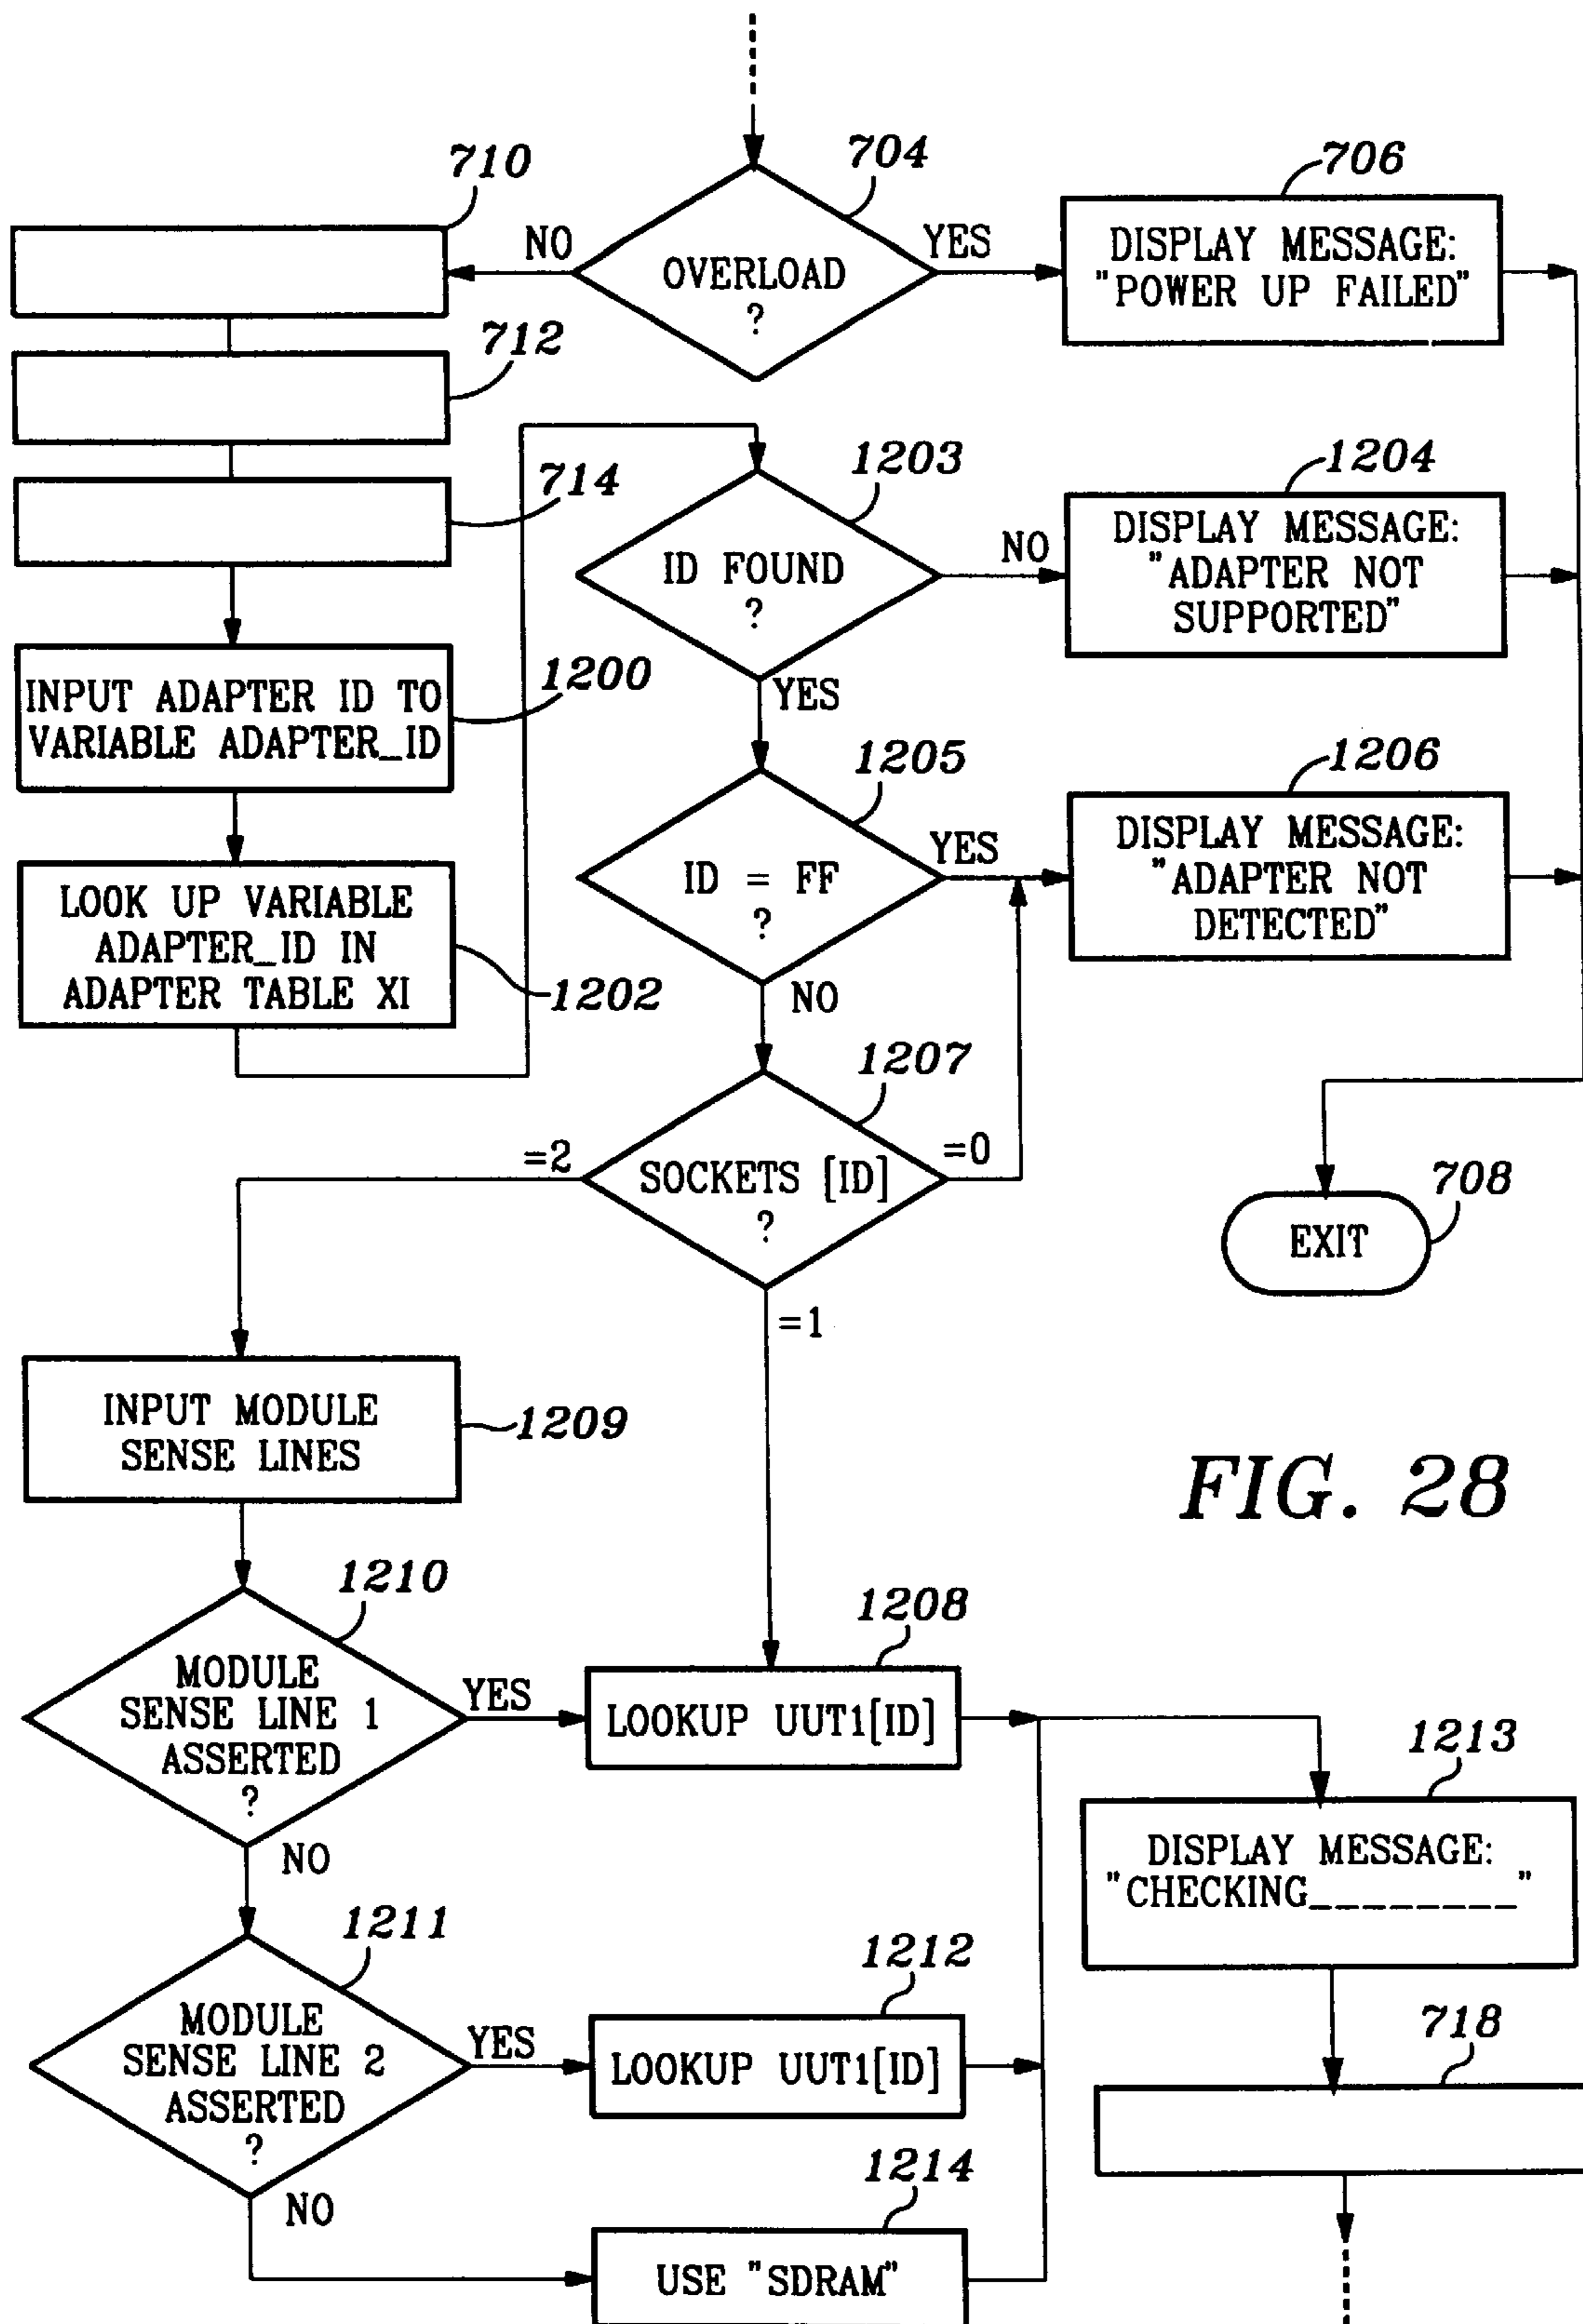 704
OVERLOAD
?
NO
YES
710
712
714
706
DISPLAY MESSAGE:
"POWER UP FAILED"
1203
ID FOUND
?
NO
YES
1204
DISPLAY MESSAGE:
"ADAPTER NOT
SUPPORTED"
INPUT ADAPTER ID TO
VARIABLE ADAPTER_ID
1200
LOOK UP VARIABLE
ADAPTER_ID IN
ADAPTER TABLE XI
1202
1205
ID = FF
?
YES
NO
1206
DISPLAY MESSAGE:
"ADAPTER NOT
DETECTED"
1207
SOCKETS [ID]
?
=2
=0
=1
EXIT
708
INPUT MODULE
SENSE LINES
1209
FIG. 28
1210
MODULE
SENSE LINE 1
ASSERTED
?
YES
NO
1208
LOOKUP UUT1[ID]
1213
DISPLAY MESSAGE:
"CHECKING________"
1211
MODULE
SENSE LINE 2
ASSERTED
?
YES
NO
1212
LOOKUP UUT1[ID]
718
1214
USE "SDRAM"